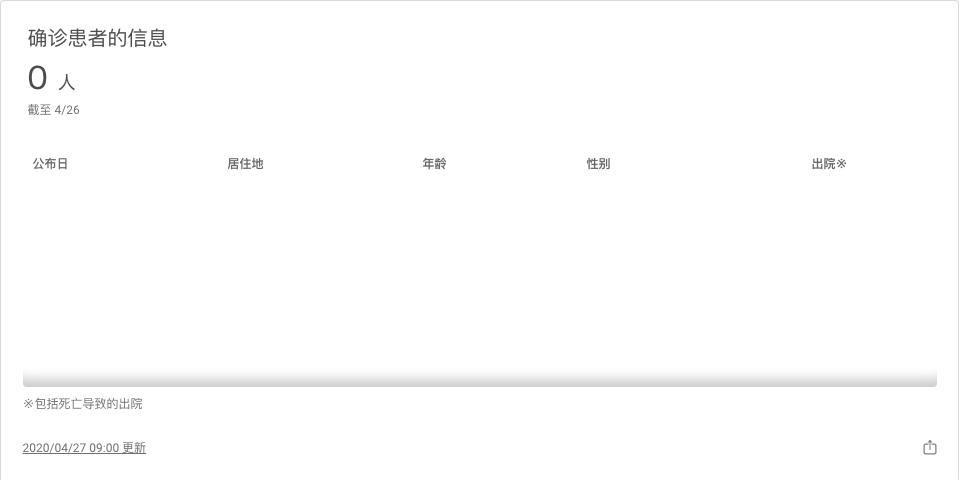 确诊患者的信息
0 人
截至 4/26
公布日 居住地 年龄 性别 出院※
※包括死亡导致的出院
2020/04/27 09:00 更新